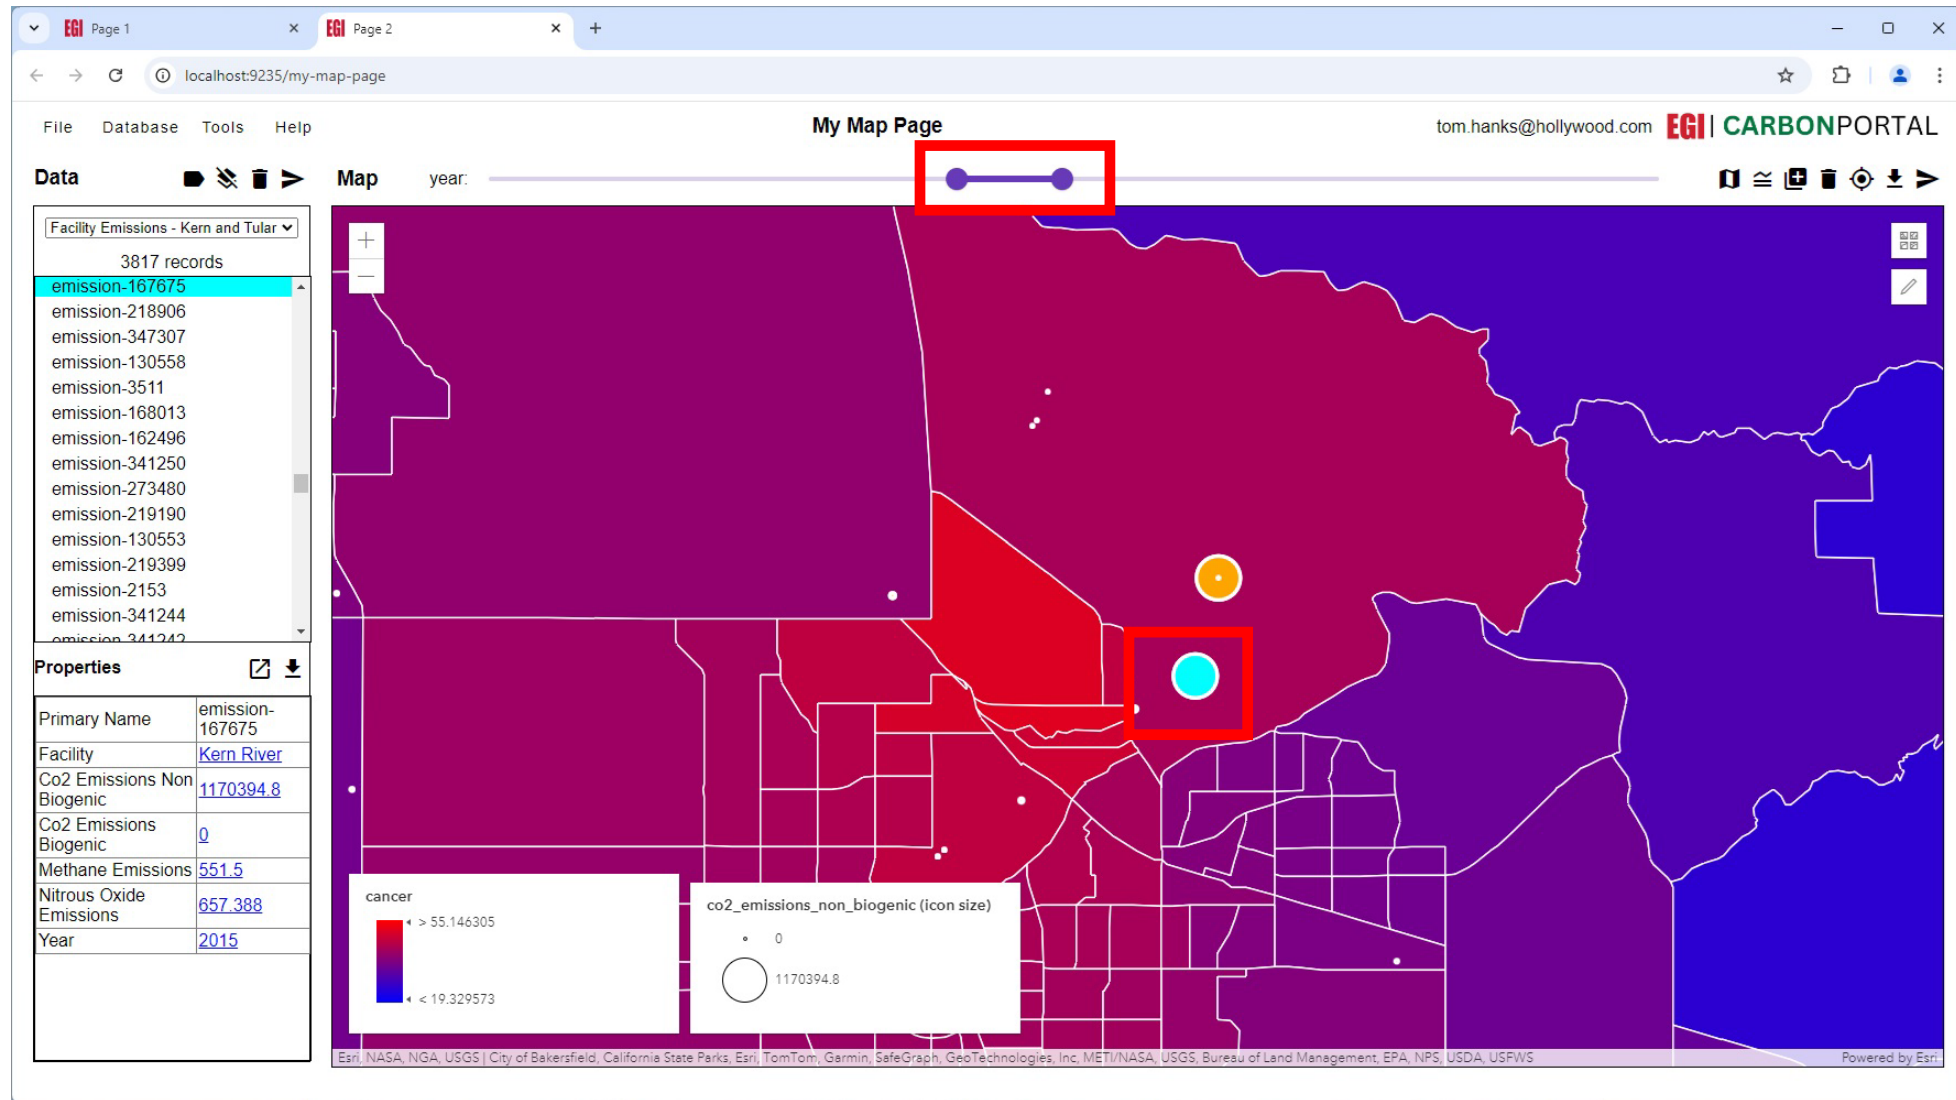 EGI Page 1
EGI Page 2
localhost:9235/my-map-page
File Database Tools Help
My Map Page
tom.hanks@hollywood.com EGI | CARBONPORTAL
Data
Map year:
Facility Emissions - Kern and Tular
3817 records
emission-167675
emission-218906
emission-347307
emission-130558
emission-3511
emission-168013
emission-162496
emission-341250
emission-273480
emission-219190
emission-130553
emission-219399
emission-2153
emission-341244
emission-341242
Properties
Primary Name emission-
167675
Facility Kern River
Co2 Emissions Non
Biogenic 1170394.8
Co2 Emissions
Biogenic 0
Methane Emissions 551.5
Nitrous Oxide
Emissions 657.388
Year 2015
cancer
> 55.146305
< 19.329573
co2_emissions_non_biogenic (icon size)
0
1170394.8
Esri, NASA, NGA, USGS | City of Bakersfield, California State Parks, Esri, TomTom, Garmin, SafeGraph, GeoTechnologies, Inc, METI/NASA, USGS, Bureau of Land Management, EPA, NPS, USDA, USFWS
Powered by Esri